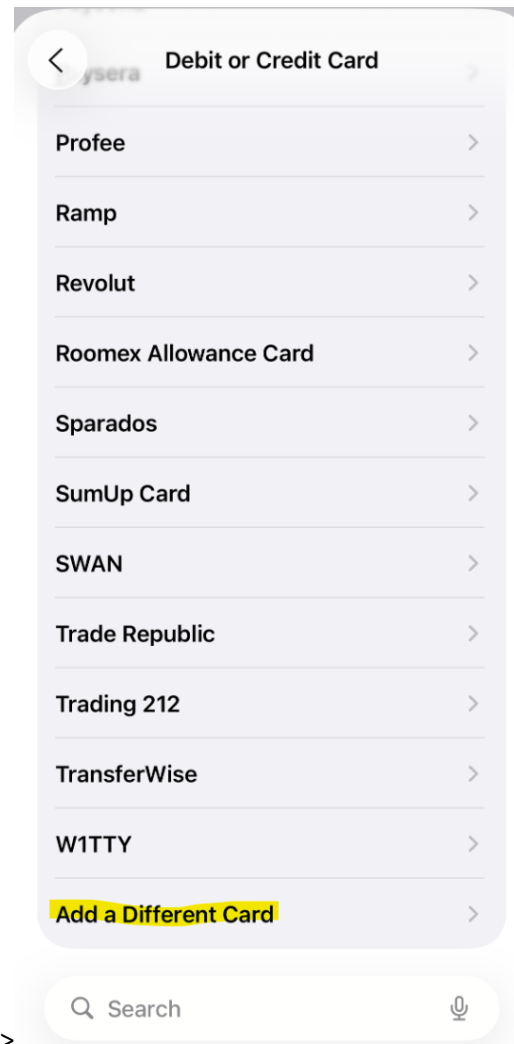 Debit or Credit Card
Profee
Ramp
Revolut
Roomex Allowance Card
Sparados
SumUp Card
SWAN
Trade Republic
Trading 212
TransferWise
W1TTY
Add a Different Card
Search
>